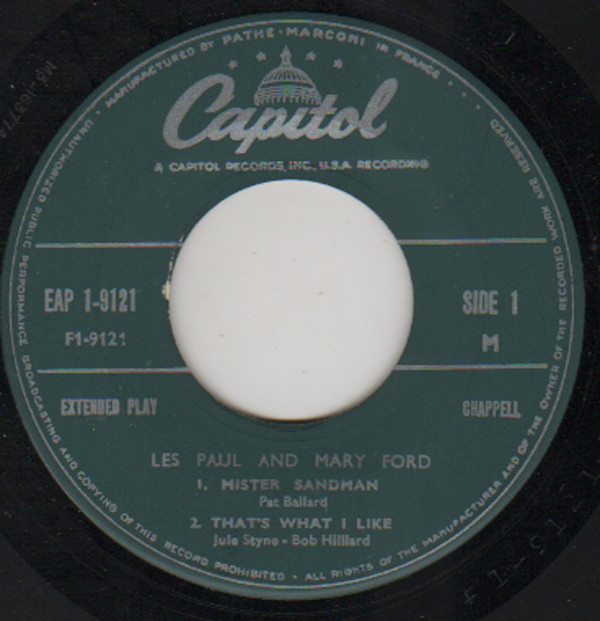 MANUFACTURED BY PATHE-MARCONI IN FRANCE
Capitol
A CAPITOL RECORDS, INC., U.S.A. RECORDING
EAP 1-9121
SIDE 1
F1-9121
M
EXTENDED PLAY
CHAPPELL
LES PAUL AND MARY FORD
1. MISTER SANDMAN
Pat Ballard
2. THAT'S WHAT I LIKE
Jule Styne - Bob Hilliard
UNAUTHORIZED PUBLIC PERFORMANCE BROADCASTING AND COPYING OF THIS RECORD PROHIBITED • ALL RIGHTS OF THE MANUFACTURER AND OF THE OWNER OF THE RECORDED WORK ARE RESERVED